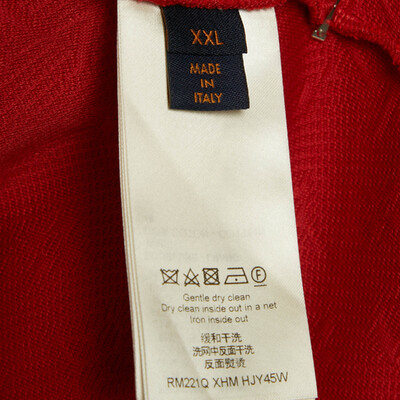 XXL
MADE
IN
ITALY
Gentle dry clean
Dry clean inside out in a net
Iron inside out
缓和干洗
洗网中反面干洗
反面熨烫
RM221Q XHM HJY45W